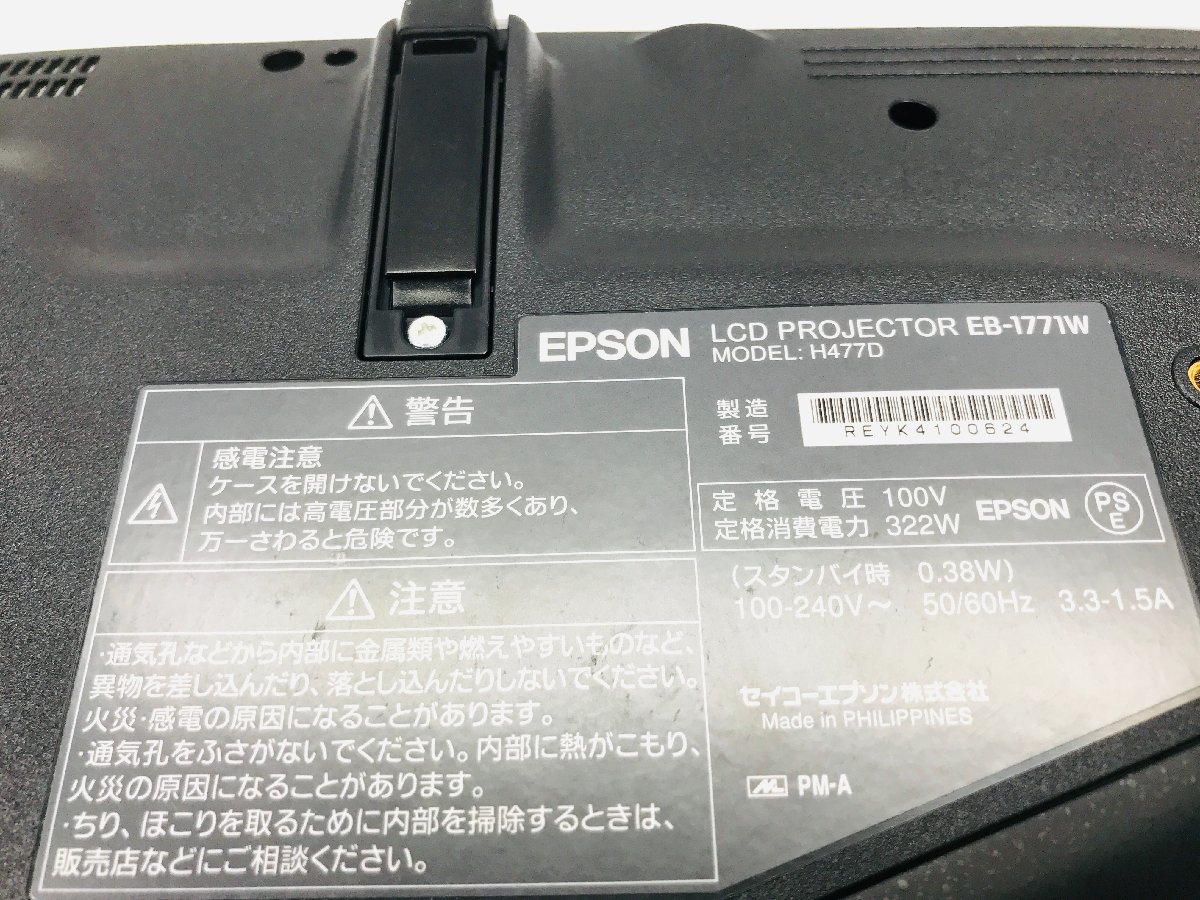 EPSON LCD PROJECTOR EB-1771W
MODEL: H477D
警告
感電注意
ケースを開けないでください。
内部には高電圧部分が数多くあり、
万一さわると危険です。
製造
番号
REYK4100624
定格電圧 100V
定格消費電力 322W
EPSON
PS
E
(スタンバイ時 0.38W)
100-240V～ 50/60Hz 3.3-1.5A
注意
・通気孔などから内部に金属類や燃えやすいものなど、
異物を差し込んだり、落とし込んだりしないでください。
火災・感電の原因になることがあります。
・通気孔をふさがないでください。内部に熱がこもり、
火災の原因になることがあります。
・ちり、ほこりを取るために内部を掃除するときは、
販売店などにご相談ください。
セイコーエプソン株式会社
Made in PHILIPPINES
PM-A